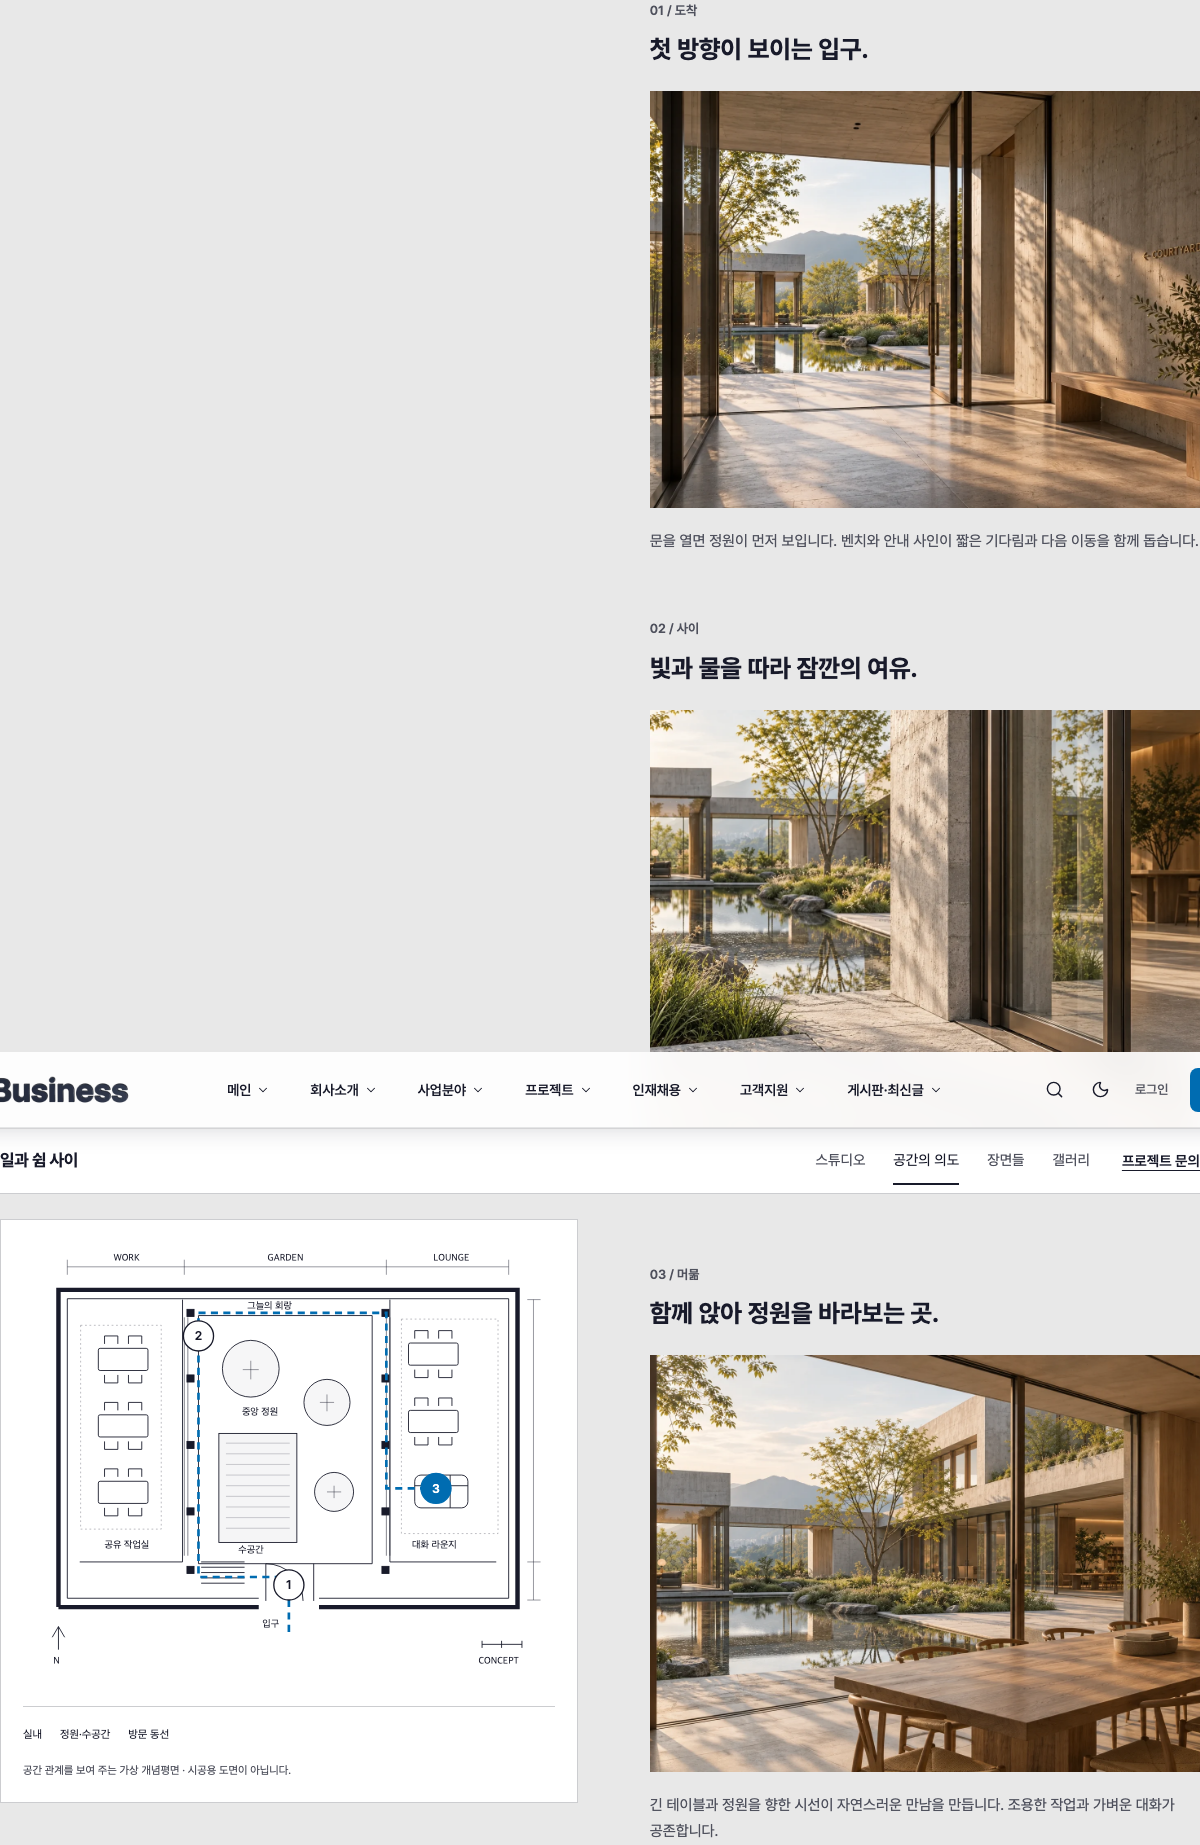 01 / 도착
첫 방향이 보이는 입구.
COURTYARD
문을 열면 정원이 먼저 보입니다. 벤치와 안내 사인이 짧은 기다림과 다음 이동을 함께 돕습니다.
02 / 사이
빛과 물을 따라 잠깐의 여유.
Business
메인 회사소개 사업분야 프로젝트 인재채용 고객지원 게시판·최신글 로그인
일과 쉼 사이 스튜디오 공간의 의도 장면들 갤러리 프로젝트 문의
WORK GARDEN LOUNGE
그늘의 회랑
2
중앙 정원
3
공유 작업실 수공간 대화 라운지
1
입구
N CONCEPT
실내 정원·수공간 방문 동선
공간 관계를 보여 주는 가상 개념평면 · 시공용 도면이 아닙니다.
03 / 머묾
함께 앉아 정원을 바라보는 곳.
긴 테이블과 정원을 향한 시선이 자연스러운 만남을 만듭니다. 조용한 작업과 가벼운 대화가
공존합니다.